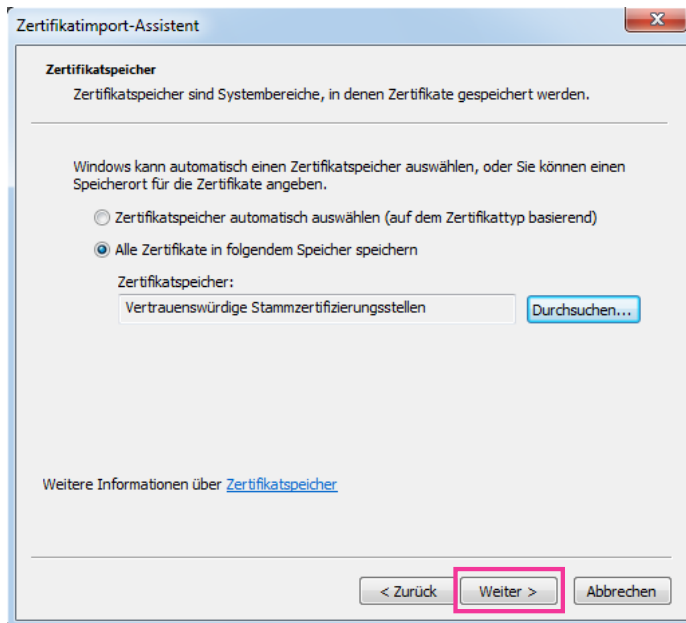 Zertifikatimport-Assistent
Zertifikatspeicher
Zertifikatspeicher sind Systembereiche, in denen Zertifikate gespeichert werden.
Windows kann automatisch einen Zertifikatspeicher auswählen, oder Sie können einen
Speicherort für die Zertifikate angeben.
Zertifikatspeicher automatisch auswählen (auf dem Zertifikattyp basierend)
Alle Zertifikate in folgendem Speicher speichern
Zertifikatspeicher:
Vertrauenswürdige Stammzertifizierungsstellen
Durchsuchen...
Weitere Informationen über Zertifikatspeicher
< Zurück Weiter > Abbrechen